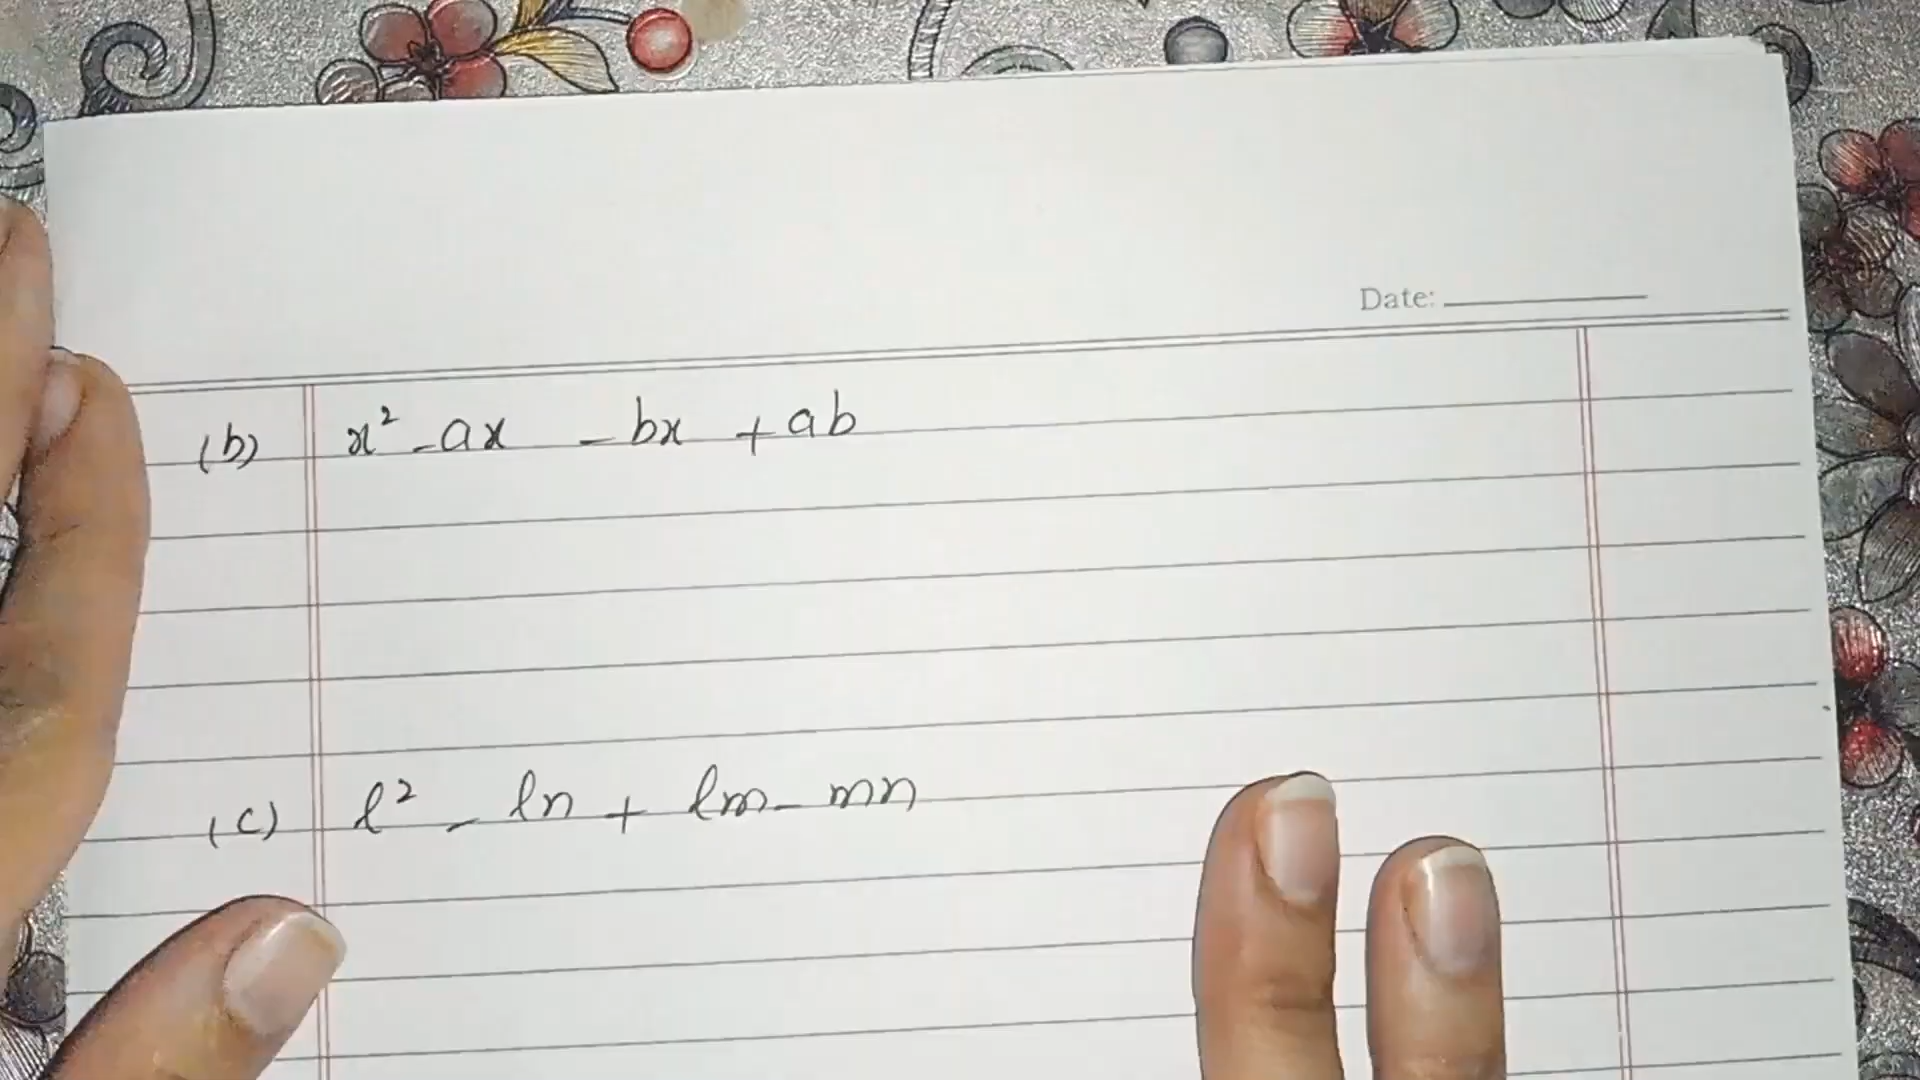 Date:
(b) x² - ax - bx + ab
(c) l² - ln + lm - mn